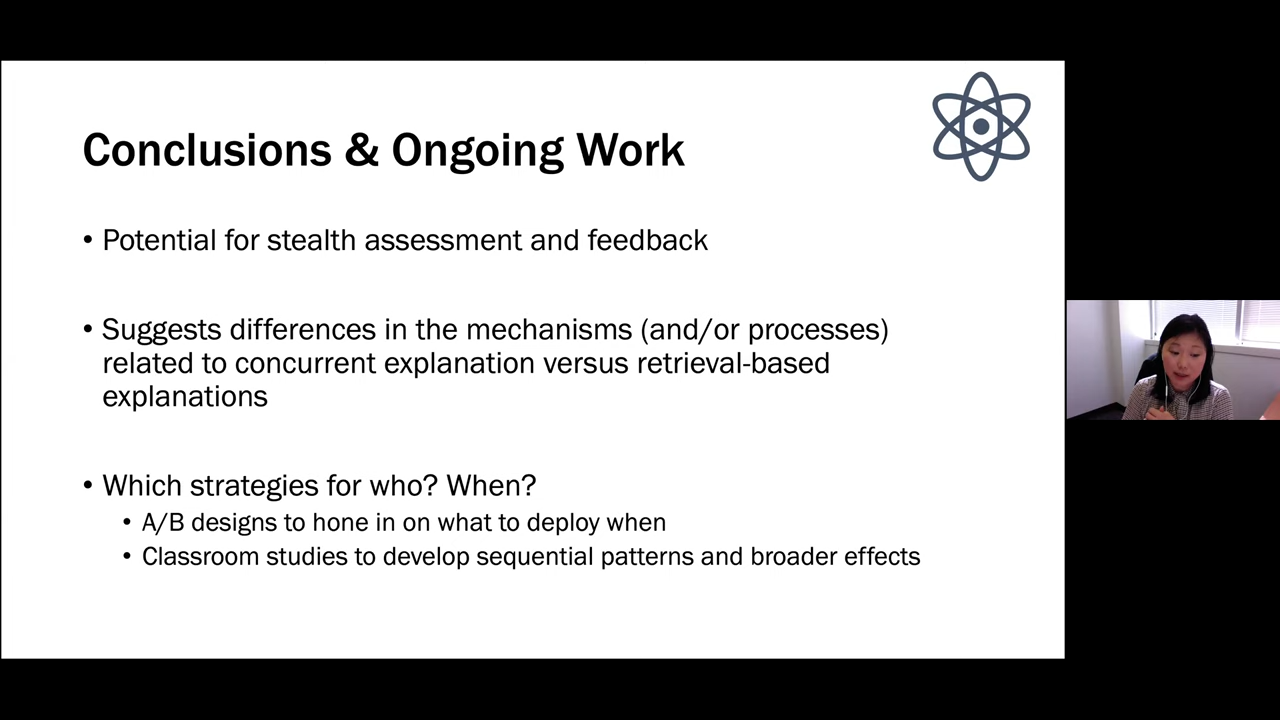 Conclusions & Ongoing Work
• Potential for stealth assessment and feedback
• Suggests differences in the mechanisms (and/or processes)
related to concurrent explanation versus retrieval-based
explanations
• Which strategies for who? When?
• A/B designs to hone in on what to deploy when
• Classroom studies to develop sequential patterns and broader effects